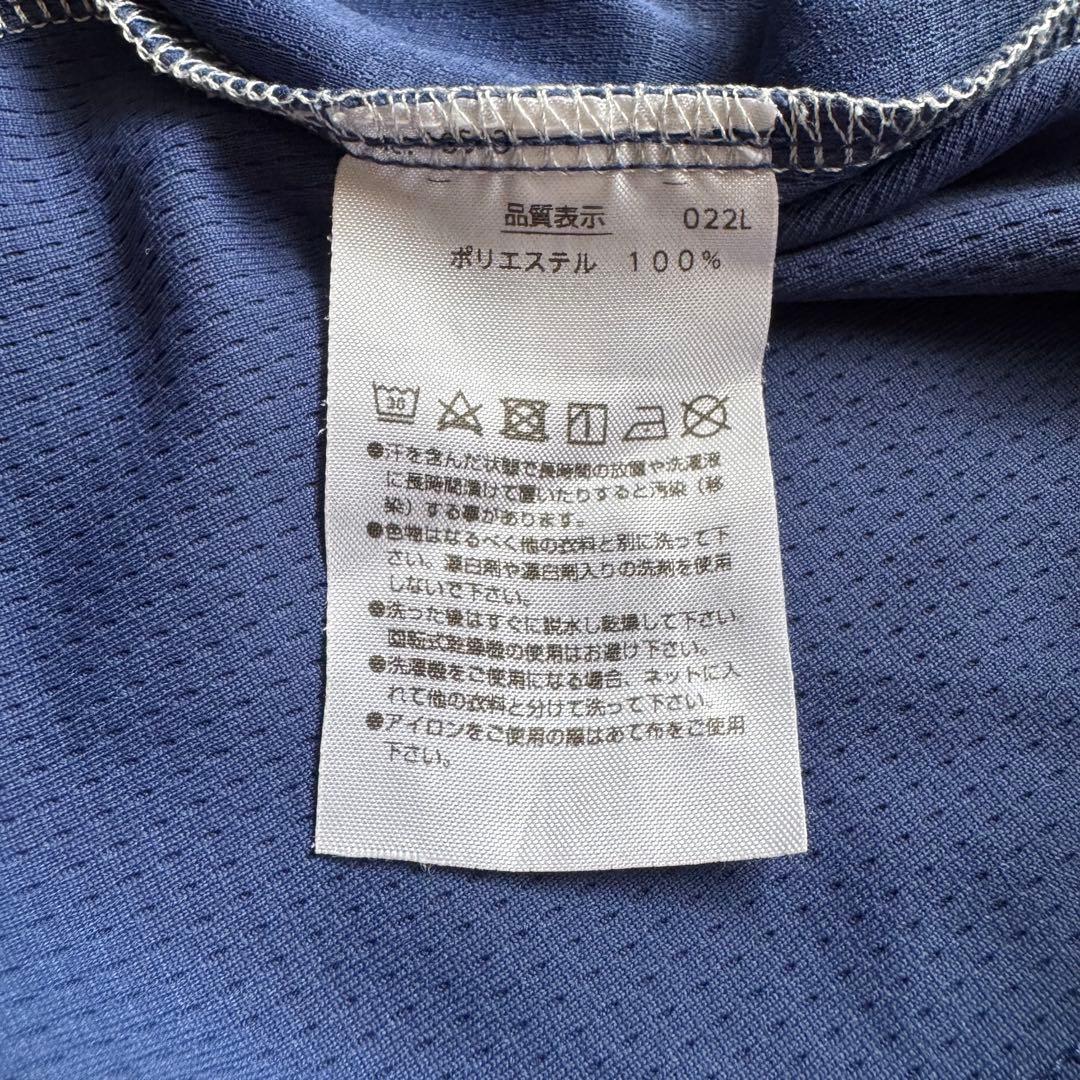 品質表示 022L
ポリエステル 100%
30
●汗を含んだ状態で長時間の放置や洗濯液
に長時間漬けて置いたりすると汚染(移
染)する事があります。
●色物はなるべく他の衣料と別に洗って下
さい。漂白剤や漂白剤入りの洗剤を使用
しないで下さい。
●洗った後はすぐに脱水し乾燥して下さい。
回転式乾燥器の使用はお避け下さい。
●洗濯器をご使用になる場合、ネットに入
れて他の衣料と分けて洗って下さい。
●アイロンをご使用の際はあて布をご使用
下さい。